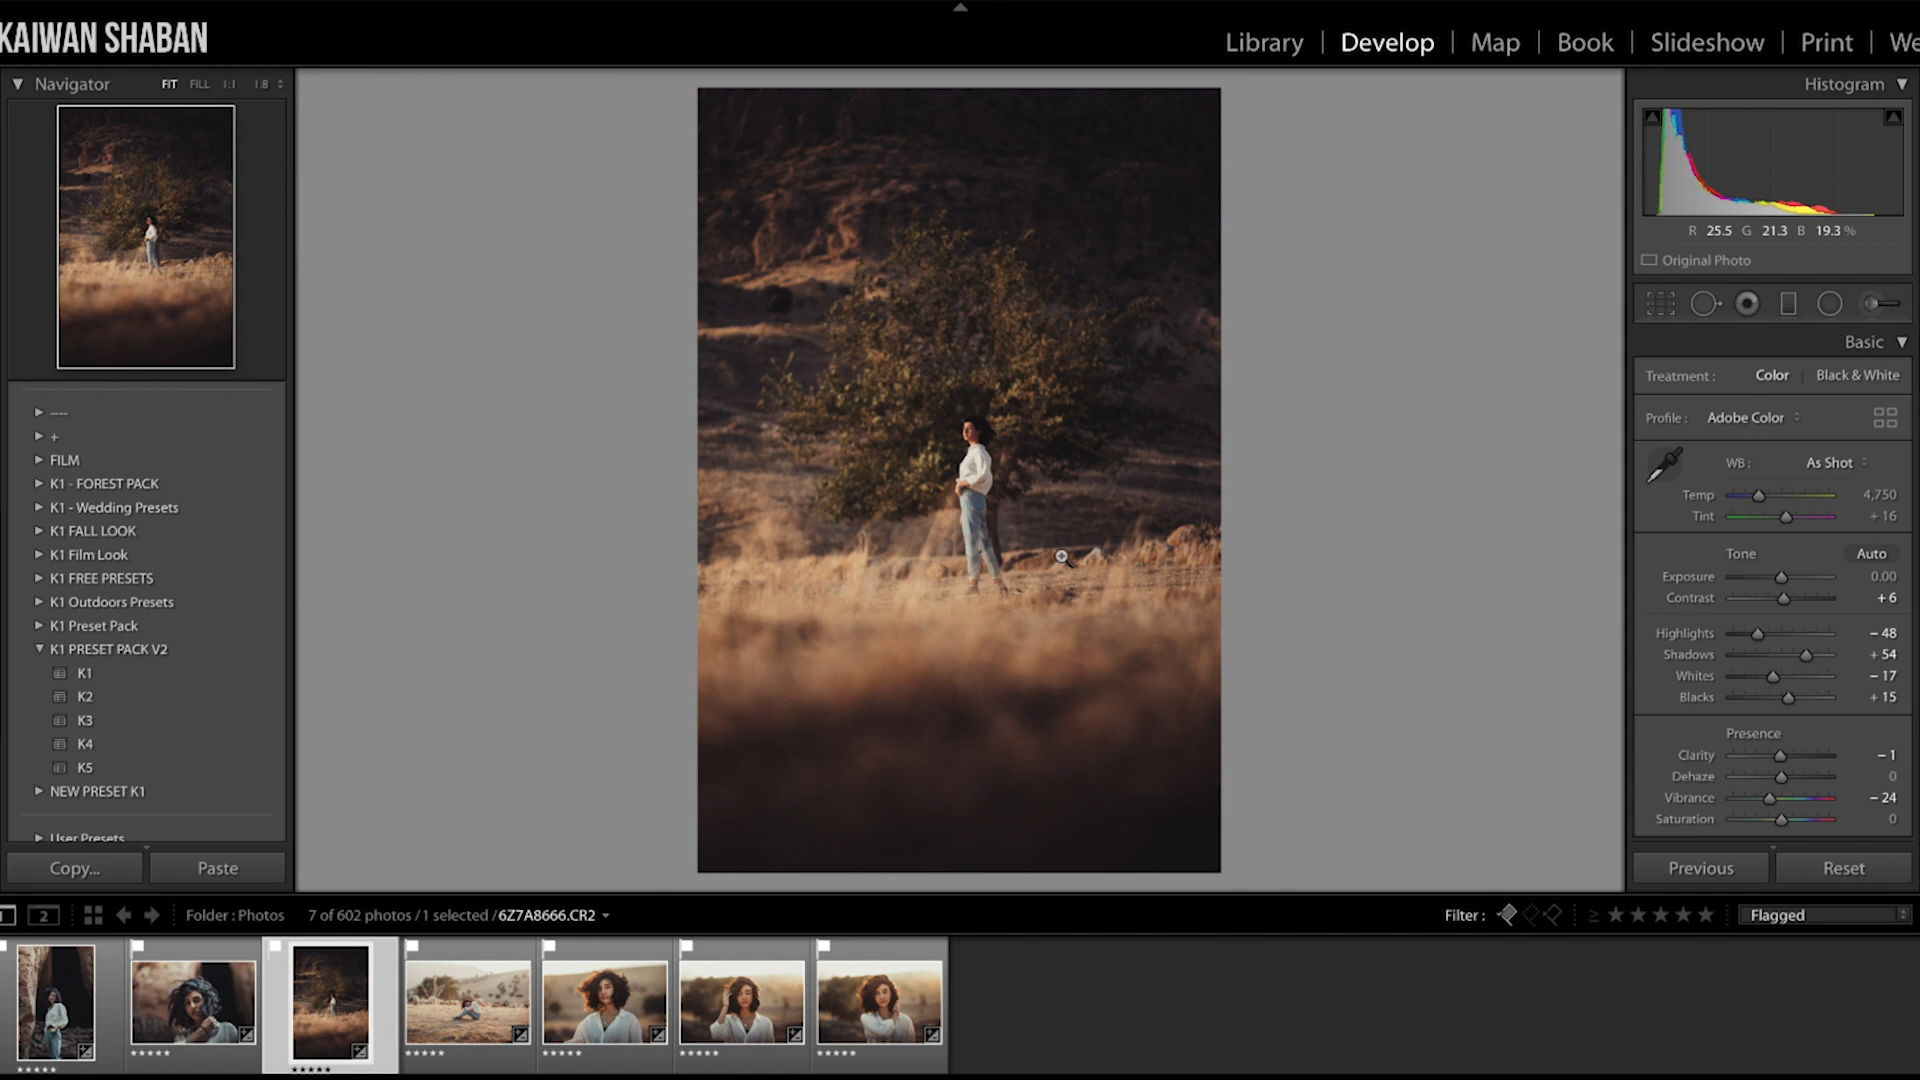 KAIWAN SHABAN
Library | Develop | Map | Book | Slideshow | Print | We
Navigator FIT FILL 1:1 1:8
Histogram
R 25.5 G 21.3 B 19.3 %
Original Photo
Basic
Treatment : Color Black & White
Profile : Adobe Color
WB : As Shot
Temp 4,750
Tint + 16
Tone Auto
Exposure 0.00
Contrast + 6
Highlights − 48
Shadows + 54
Whites − 17
Blacks + 15
Presence
Clarity − 1
Dehaze 0
Vibrance − 24
Saturation 0
Previous Reset
----
+
FILM
K1 - FOREST PACK
K1 - Wedding Presets
K1 FALL LOOK
K1 Film Look
K1 FREE PRESETS
K1 Outdoors Presets
K1 Preset Pack
K1 PRESET PACK V2
K1
K2
K3
K4
K5
NEW PRESET K1
User Presets
Copy... Paste
2 Folder : Photos 7 of 602 photos / 1 selected / 6Z7A8666.CR2
Filter : ≥ ★★★★★ Flagged